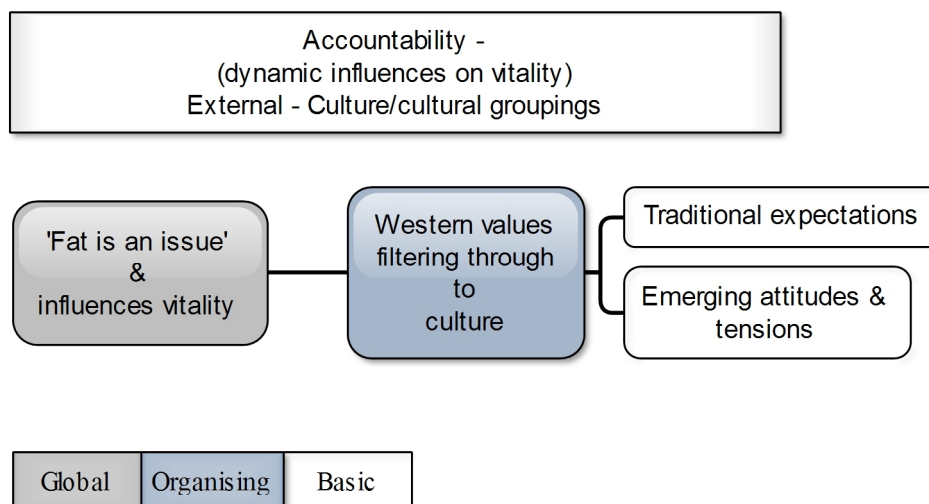 Accountability -
(dynamic influences on vitality)
External - Culture/cultural groupings
'Fat is an issue'
&
influences vitality
Western values
filtering through
to
culture
Traditional expectations
Emerging attitudes &
tensions
Global Organising Basic